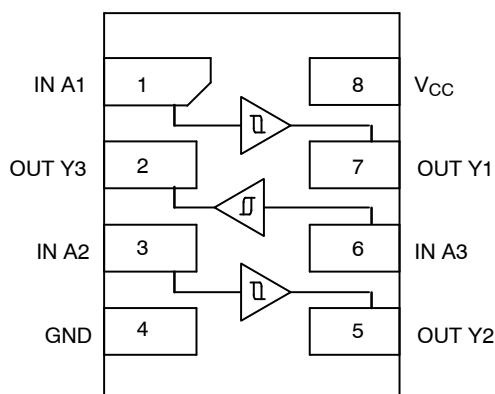 IN A1 1 8 VCC
OUT Y3 2 7 OUT Y1
IN A2 3 6 IN A3
GND 4 5 OUT Y2